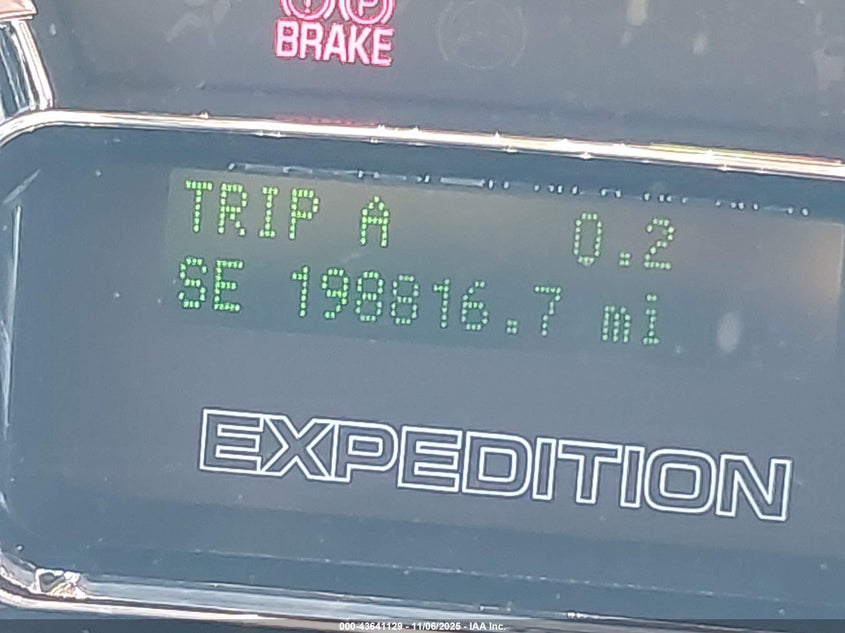 BRAKE
TRIP A 0.2
SE 198816.7 mi
EXPEDITION
000-43641129 - 11/06/2025 - IAA Inc.